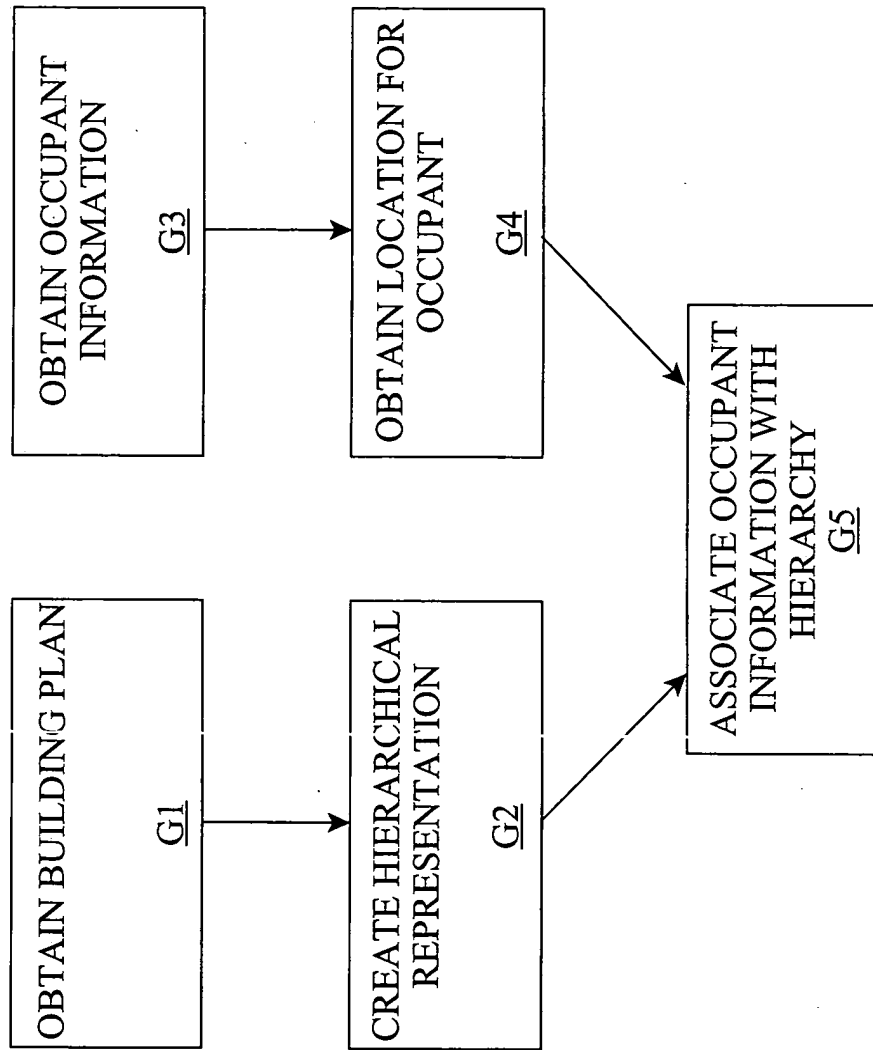 OBTAIN BUILDING PLAN
G1
CREATE HIERARCHICAL
REPRESENTATION
G2
OBTAIN OCCUPANT
INFORMATION
G3
OBTAIN LOCATION FOR
OCCUPANT
G4
ASSOCIATE OCCUPANT
INFORMATION WITH
HIERARCHY
G5